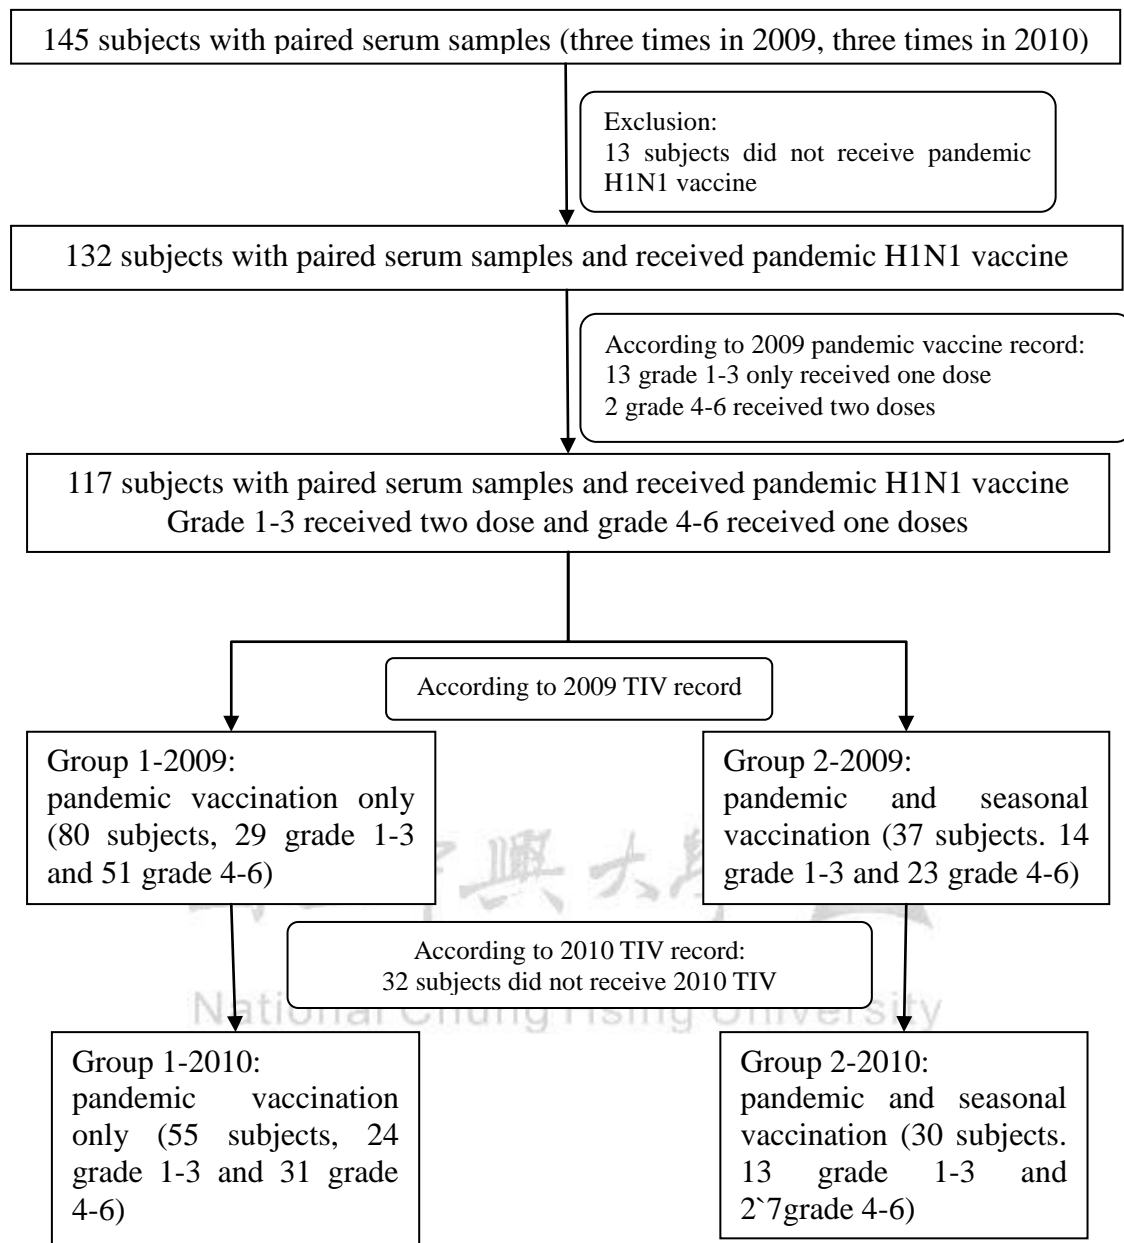 145 subjects with paired serum samples (three times in 2009, three times in 2010)
Exclusion:
13 subjects did not receive pandemic
H1N1 vaccine
132 subjects with paired serum samples and received pandemic H1N1 vaccine
According to 2009 pandemic vaccine record:
13 grade 1-3 only received one dose
2 grade 4-6 received two doses
117 subjects with paired serum samples and received pandemic H1N1 vaccine
Grade 1-3 received two dose and grade 4-6 received one doses
According to 2009 TIV record
Group 1-2009:
pandemic vaccination only
(80 subjects, 29 grade 1-3
and 51 grade 4-6)
Group 2-2009:
pandemic and seasonal
vaccination (37 subjects. 14
grade 1-3 and 23 grade 4-6)
According to 2010 TIV record:
32 subjects did not receive 2010 TIV
National Chung Hsing University
Group 1-2010:
pandemic vaccination
only (55 subjects, 24
grade 1-3 and 31 grade
4-6)
Group 2-2010:
pandemic and seasonal
vaccination (30 subjects.
13 grade 1-3 and
2`7grade 4-6)